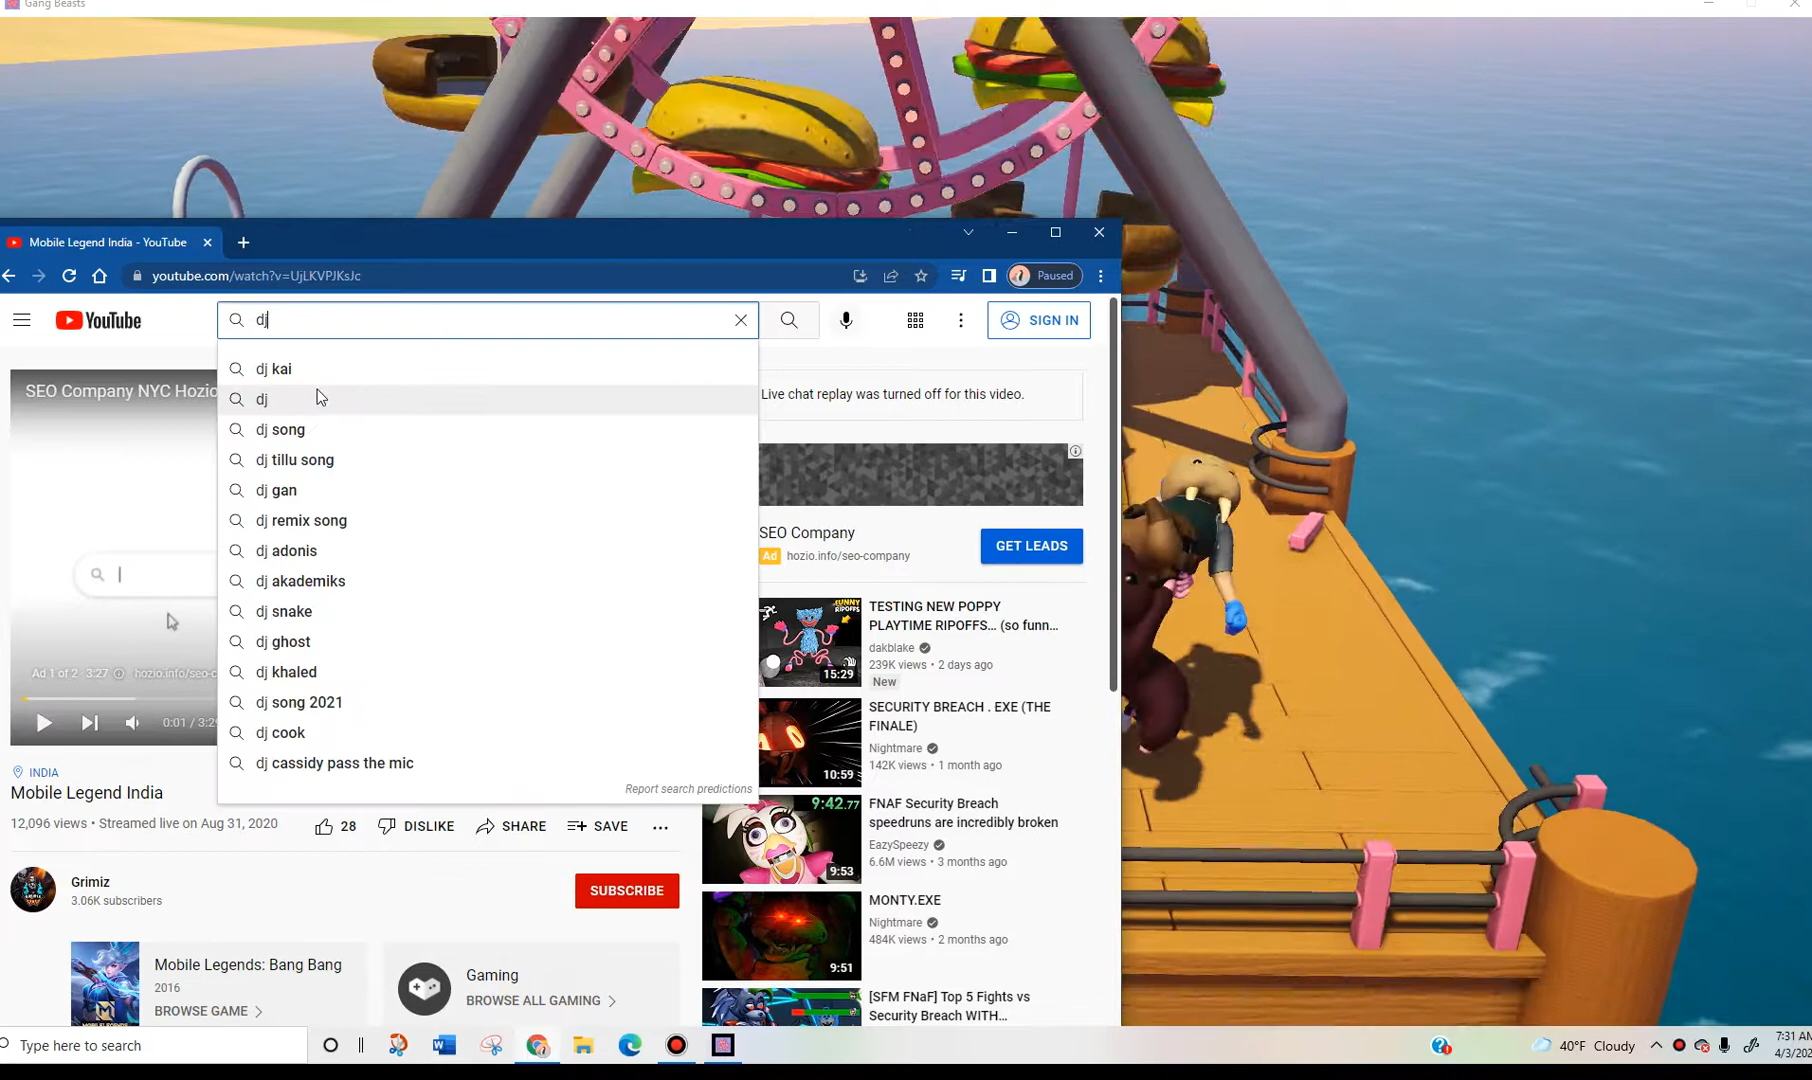 Gang Beasts
Mobile Legend India - YouTube
youtube.com/watch?v=UjLKVPJKsJc
Paused
YouTube
dj
SIGN IN
dj kai
dj
dj song
dj tillu song
dj gan
dj remix song
dj adonis
dj akademiks
dj snake
dj ghost
dj khaled
dj song 2021
dj cook
dj cassidy pass the mic
Report search predictions
SEO Company NYC Hozio
Ad 1 of 2 · 3:27
hozio.info/seo-c
0:01 / 3:2
INDIA
Mobile Legend India
12,096 views • Streamed live on Aug 31, 2020
28
DISLIKE
SHARE
SAVE
Grimiz
3.06K subscribers
SUBSCRIBE
Mobile Legends: Bang Bang
2016
BROWSE GAME
Gaming
BROWSE ALL GAMING
Live chat replay was turned off for this video.
SEO Company
Ad hozio.info/seo-company
GET LEADS
FUNNY
RIPOFFS
15:29
TESTING NEW POPPY
PLAYTIME RIPOFFS... (so funn...
dakblake
239K views • 2 days ago
New
10:59
SECURITY BREACH . EXE (THE
FINALE)
Nightmare
142K views • 1 month ago
9:42.77
9:53
FNAF Security Breach
speedruns are incredibly broken
EazySpeezy
6.6M views • 3 months ago
9:51
MONTY.EXE
Nightmare
484K views • 2 months ago
[SFM FNaF] Top 5 Fights vs
Security Breach WITH...
Type here to search
40°F Cloudy
7:31 AM
4/3/202